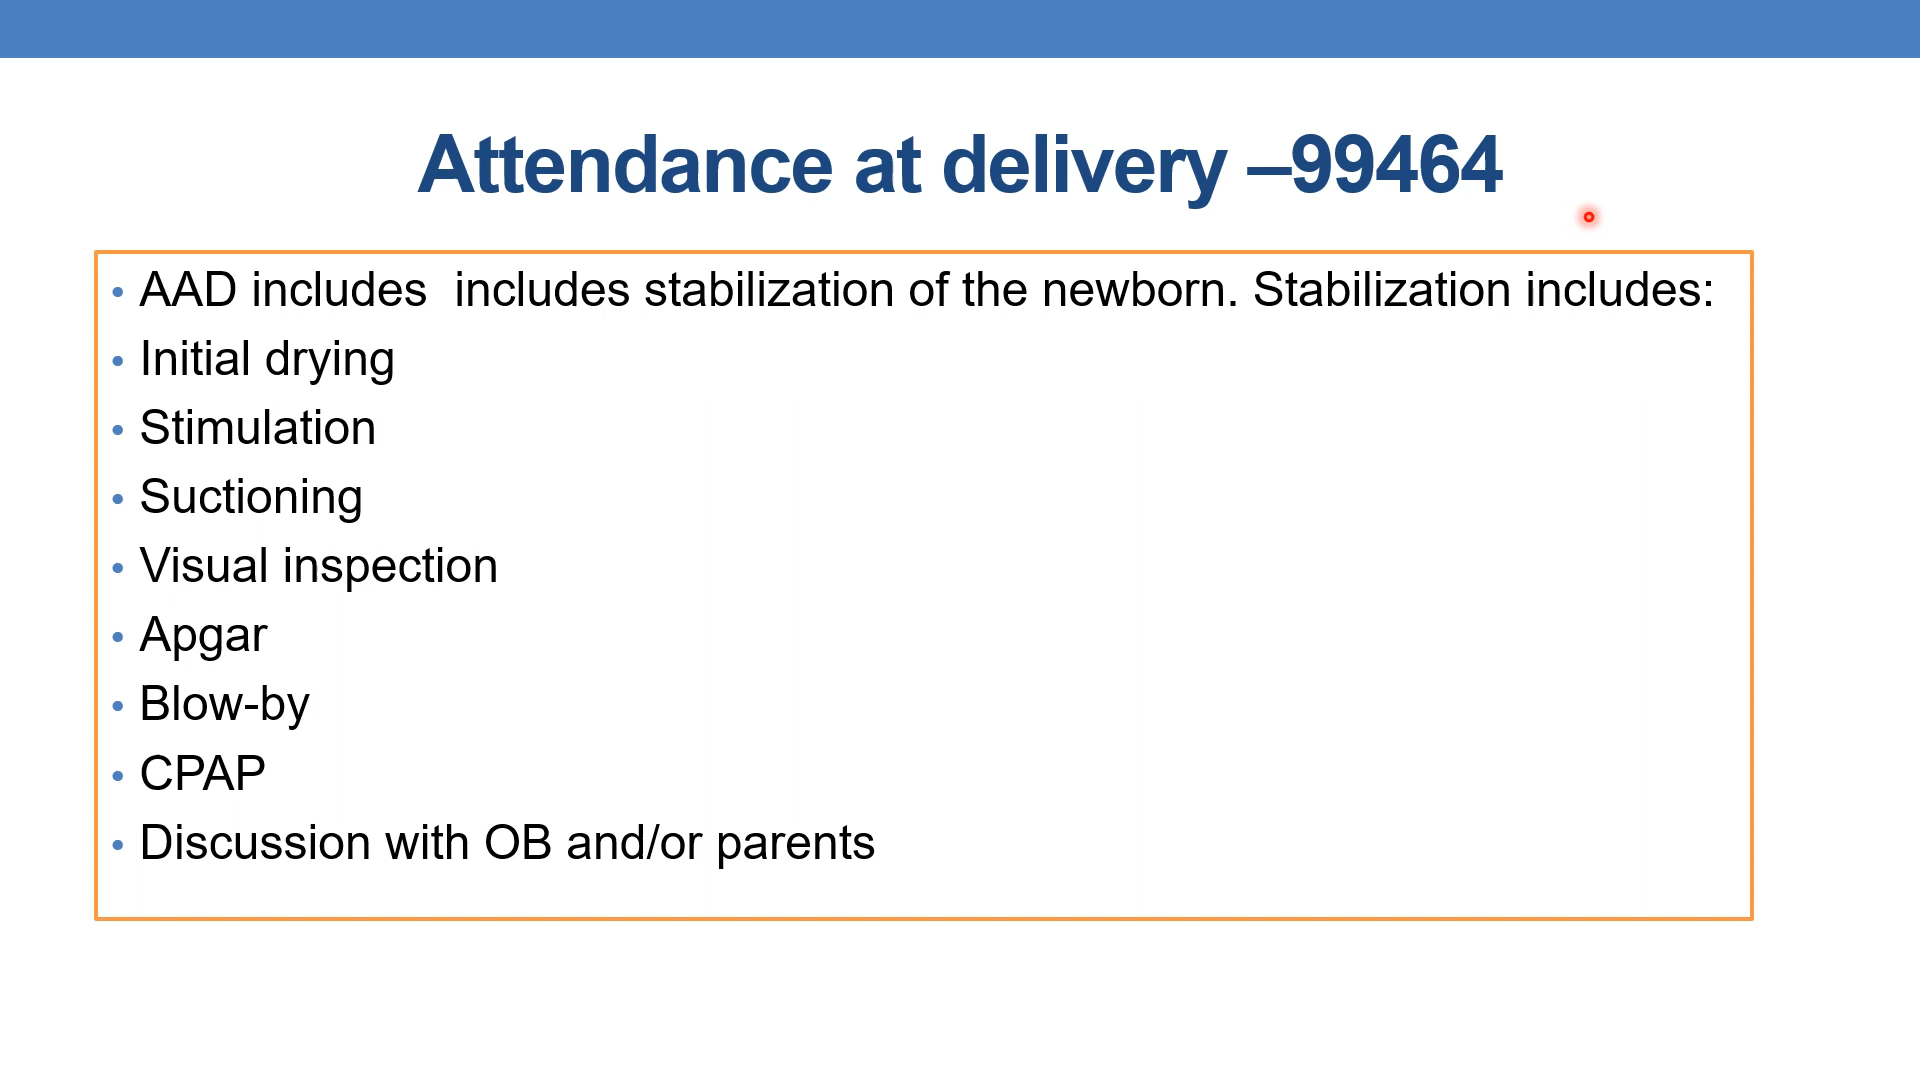 Attendance at delivery –99464
• AAD includes  includes stabilization of the newborn. Stabilization includes:
• Initial drying
• Stimulation
• Suctioning
• Visual inspection
• Apgar
• Blow-by
• CPAP
• Discussion with OB and/or parents